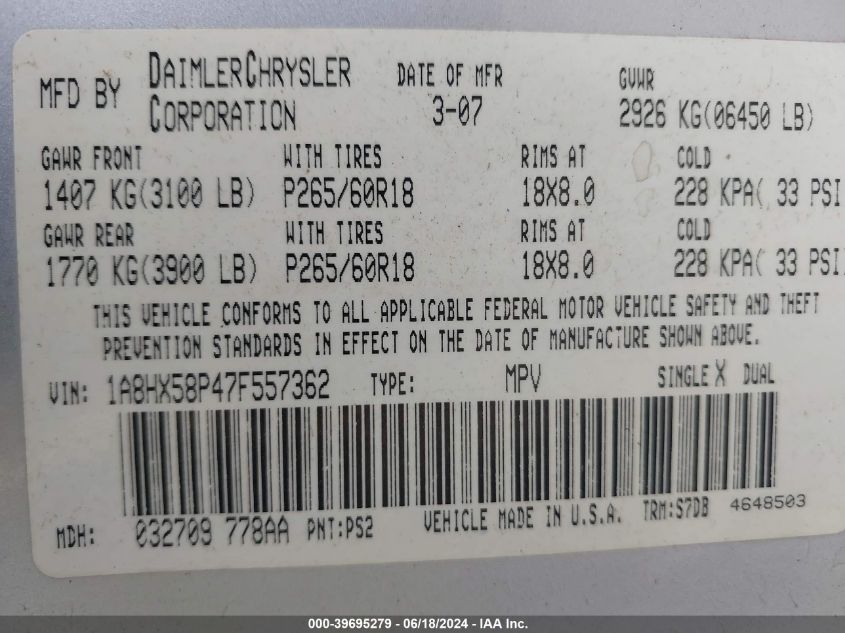 MFD BY DAIMLERCHRYSLER CORPORATION DATE OF MFR 3-07 GVWR 2926 KG(06450 LB)
GAWR FRONT WITH TIRES RIMS AT COLD
1407 KG(3100 LB) P265/60R18 18X8.0 228 KPA( 33 PSI
GAWR REAR WITH TIRES RIMS AT COLD
1770 KG(3900 LB) P265/60R18 18X8.0 228 KPA( 33 PSI)
THIS VEHICLE CONFORMS TO ALL APPLICABLE FEDERAL MOTOR VEHICLE SAFETY AND THEFT
PREVENTION STANDARDS IN EFFECT ON THE DATE OF MANUFACTURE SHOWN ABOVE.
VIN: 1A8HX58P47F557362 TYPE: MPV SINGLE X DUAL
MDH: 032709 778AA PNT:PS2 VEHICLE MADE IN U.S.A. TRM:S7DB 4648503
000-39695279 - 06/18/2024 - IAA Inc.